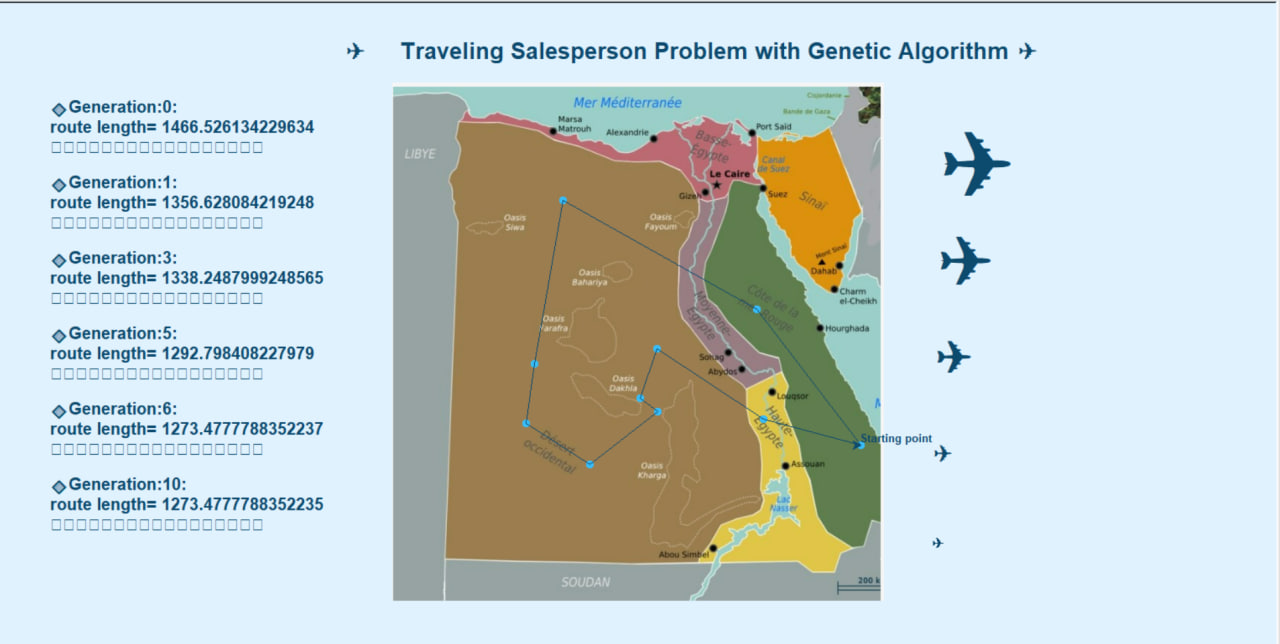 ✈ Traveling Salesperson Problem with Genetic Algorithm ✈
Generation:0:
route length= 1466.526134229634
Generation:1:
route length= 1356.628084219248
Generation:3:
route length= 1338.2487999248565
Generation:5:
route length= 1292.798408227979
Generation:6:
route length= 1273.4777788352237
Generation:10:
route length= 1273.4777788352235
Cisjordanie
Bande de Gaza
Mer Méditerranée
Marsa
Matrouh
Alexandrie
Port Saïd
LIBYE
Basse-
Égypte
Canal
de Suez
Le Caire
Gizeh
Suez
Sinaï
Oasis
Siwa
Oasis
Fayoum
Mont Sinaï
Dahab
Oasis
Bahariya
Charm
el-Cheikh
Côte de la
mer Rouge
Moyenne-
Égypte
Oasis
Hourghada
Sohag
Abydos
Oasis
Dakhla
Louqsor
Haute-
Égypte
Starting point
Désert
occidental
Oasis
Kharga
Assouan
Lac
Nasser
Abou Simbel
SOUDAN
200 k